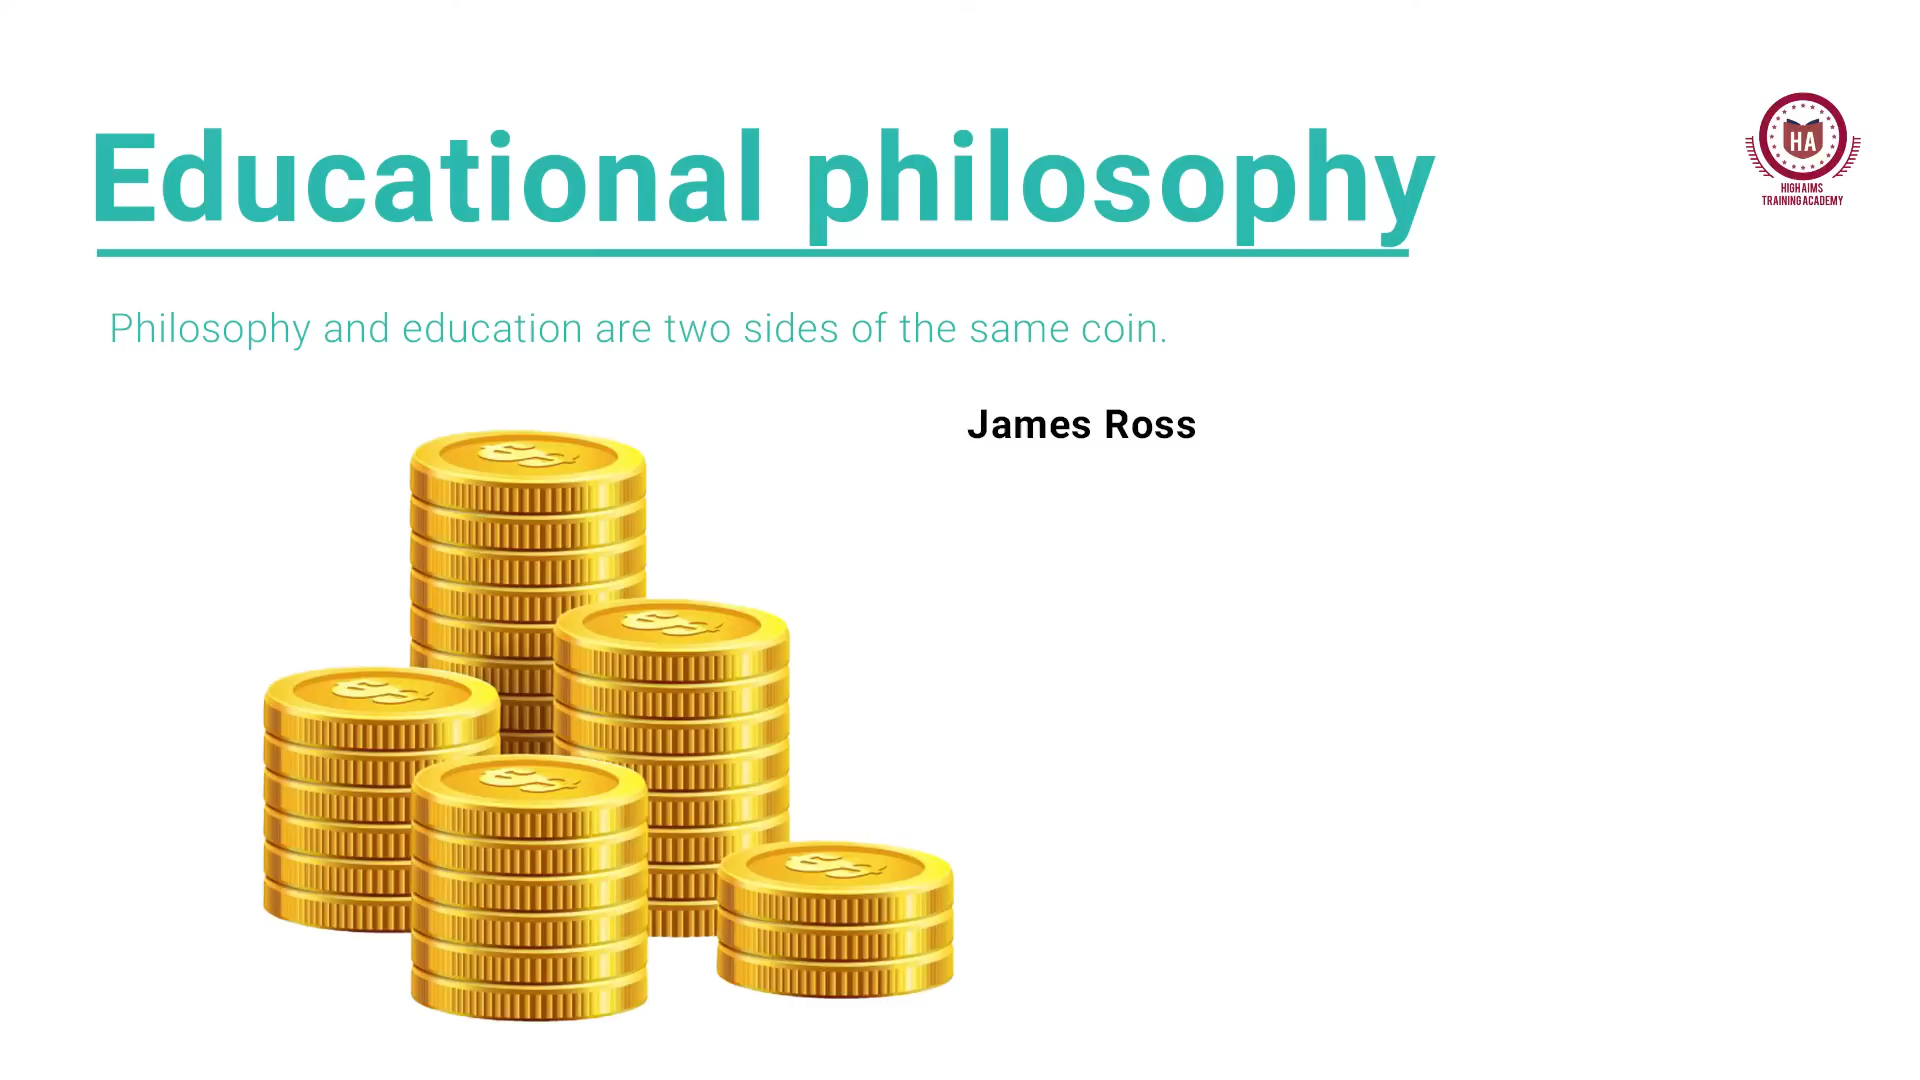 Educational philosophy
HA
HIGH AIMS
TRAINING ACADEMY
Philosophy and education are two sides of the same coin.
James Ross